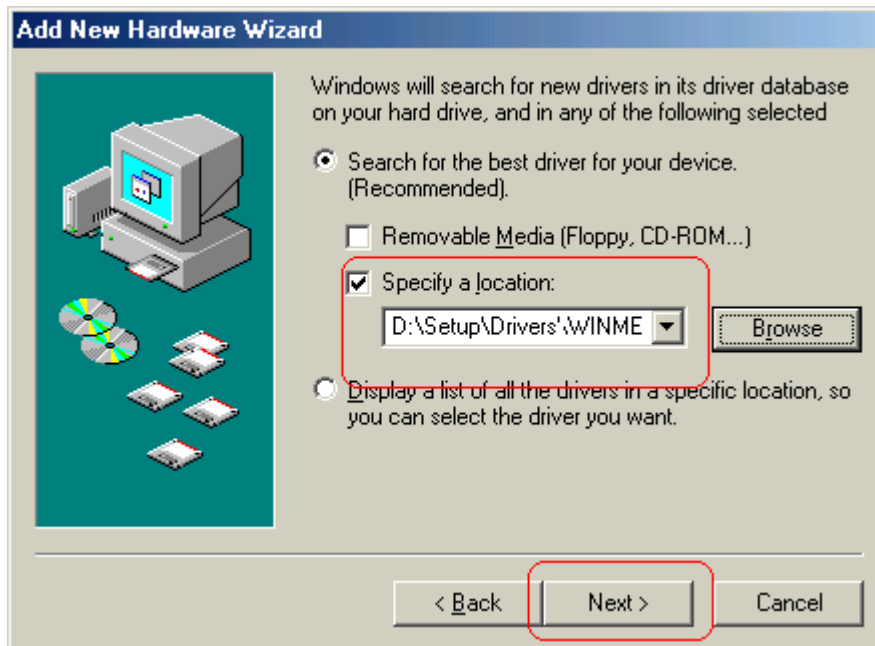 Add New Hardware Wizard
Windows will search for new drivers in its driver database
on your hard drive, and in any of the following selected
Search for the best driver for your device.
(Recommended).
Removable Media (Floppy, CD-ROM...)
Specify a location:
D:\Setup\Drivers'\WINME
Browse
Display a list of all the drivers in a specific location, so
you can select the driver you want.
< Back
Next >
Cancel